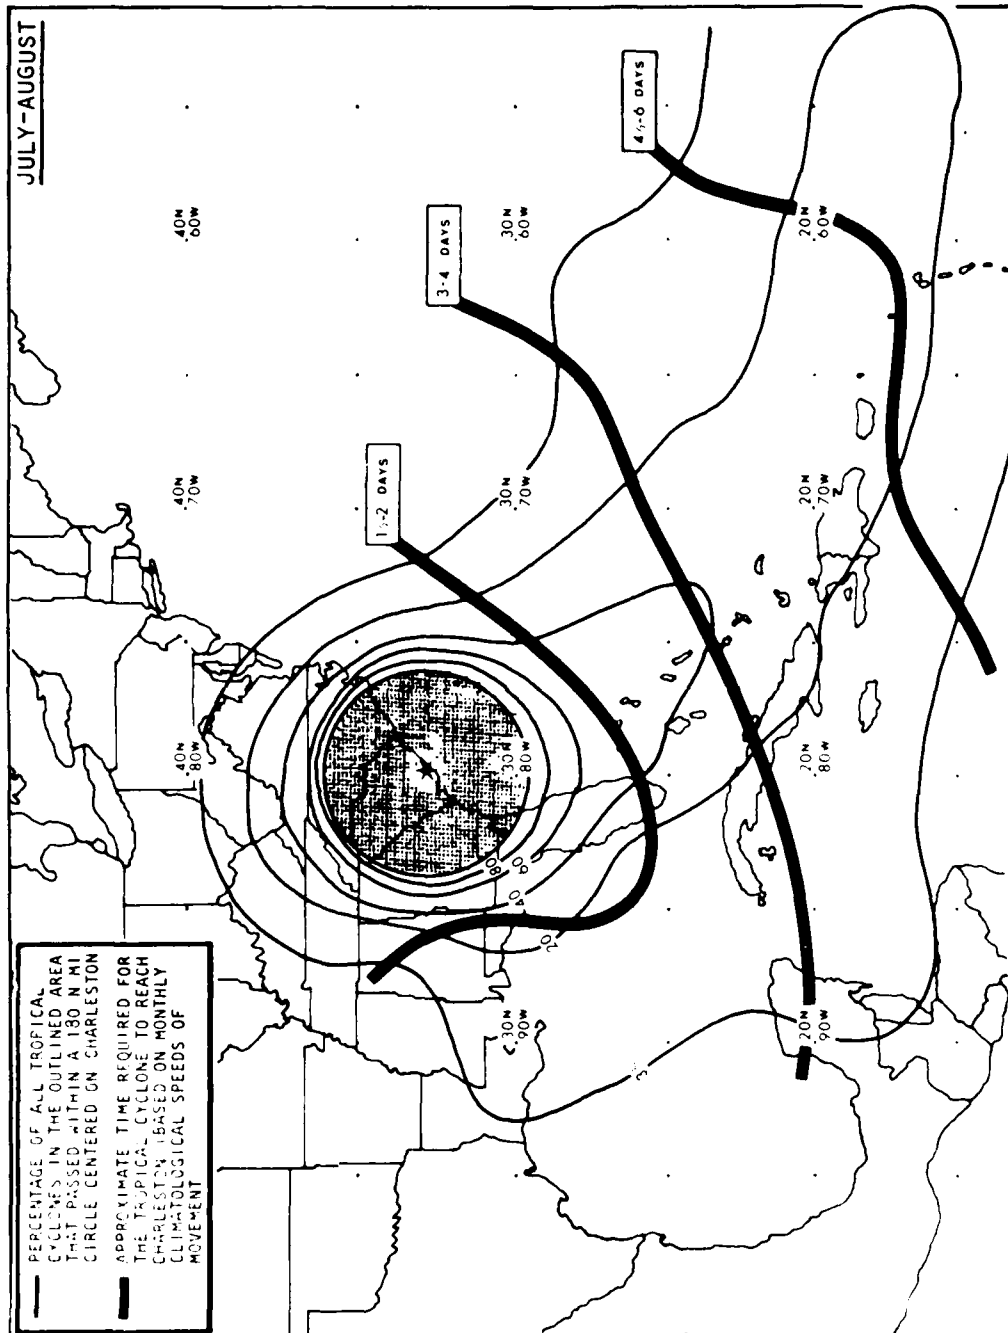 JULY-AUGUST
PERCENTAGE OF ALL TROPICAL
CYCLONES IN THE OUTLINED AREA
THAT PASSED WITHIN A 180 N MI
CIRCLE CENTERED ON CHARLESTON
APPROXIMATE TIME REQUIRED FOR
THE TROPICAL CYCLONE TO REACH
CHARLESTON (BASED ON MONTHLY
CLIMATOLOGICAL SPEEDS OF
MOVEMENT
40N
80W
40N
70W
40N
60W
1½-2 DAYS
3-4 DAYS
4½-6 DAYS
30N
90W
30N
80W
30N
70W
30N
60W
80
60
40
20
20N
90W
20N
80W
20N
70W
20N
60W